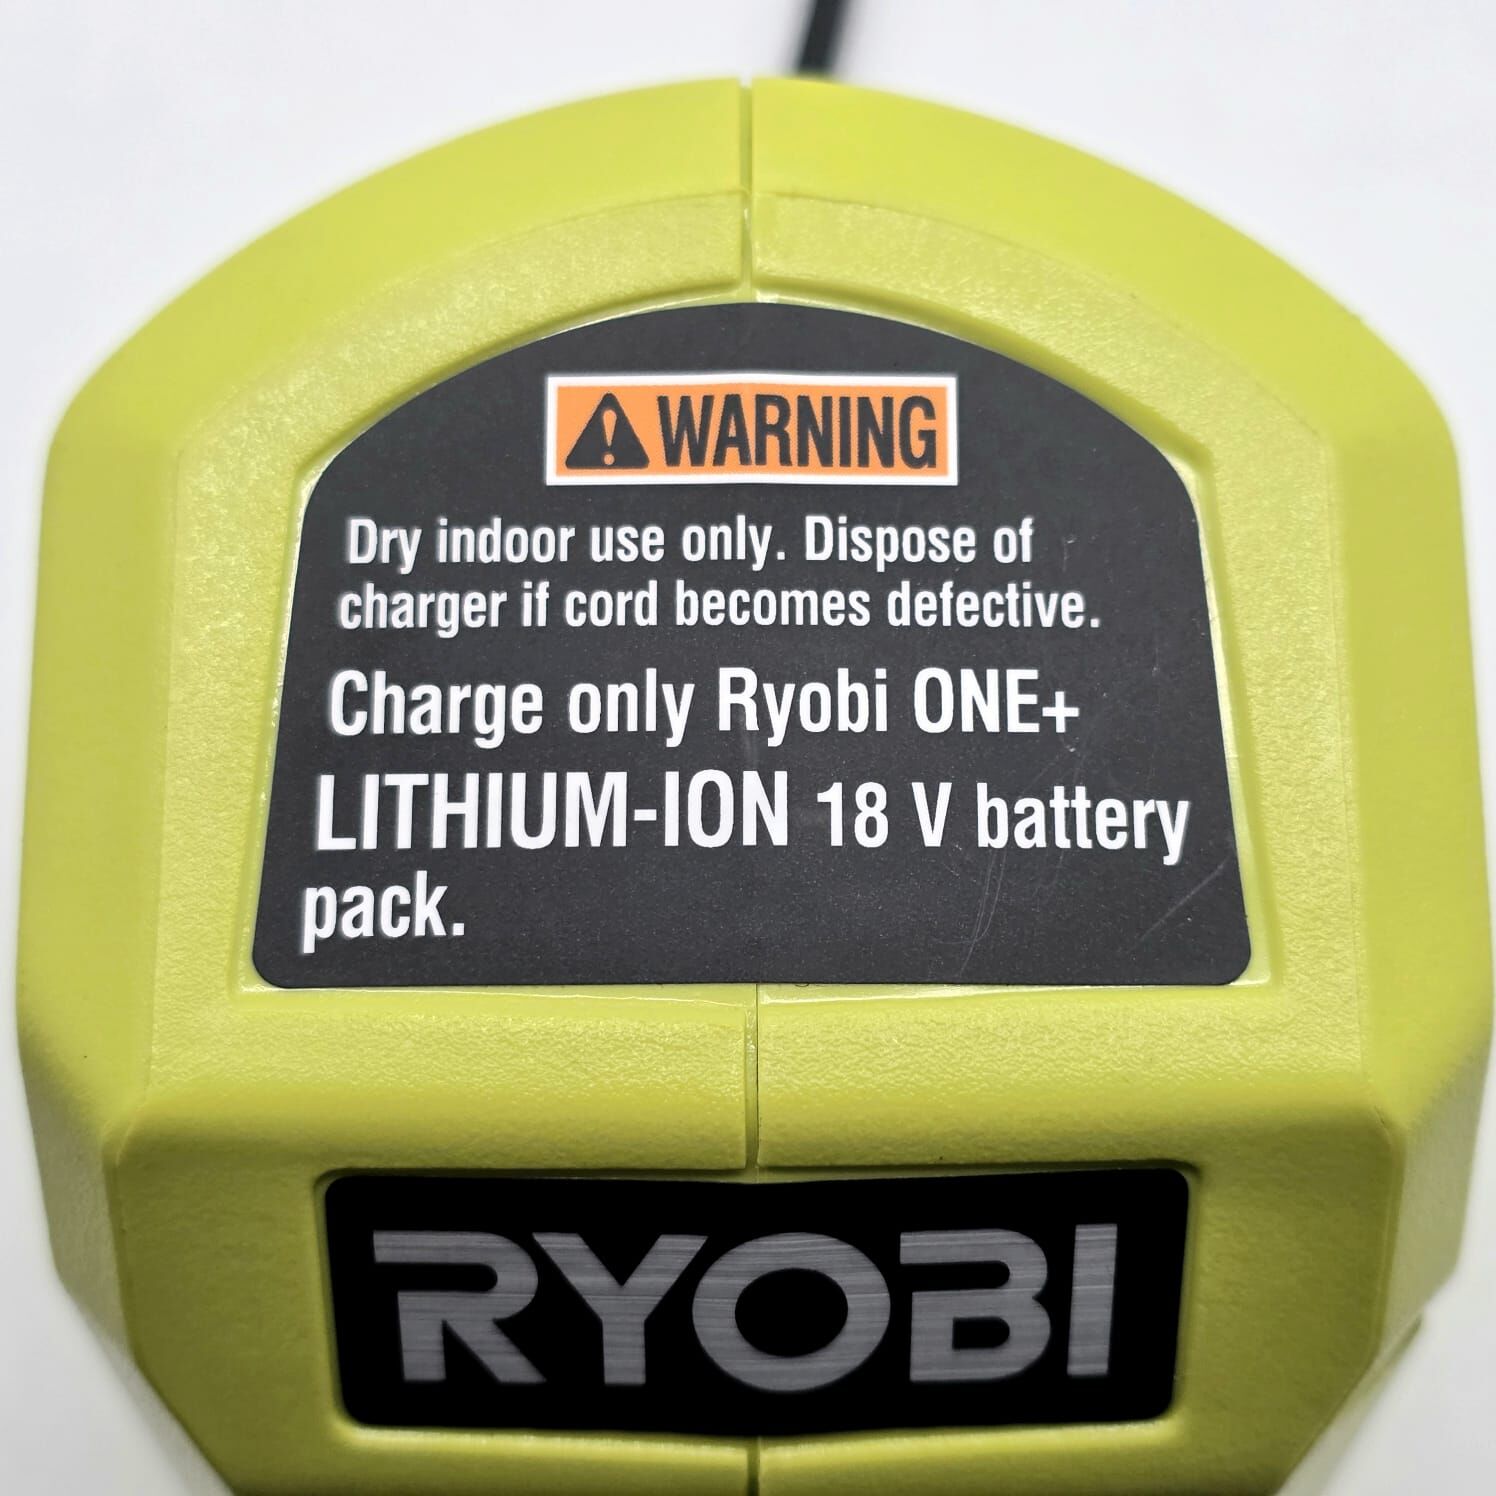 WARNING
Dry indoor use only. Dispose of
charger if cord becomes defective.
Charge only Ryobi ONE+
LITHIUM-ION 18 V battery
pack.
RYOBI